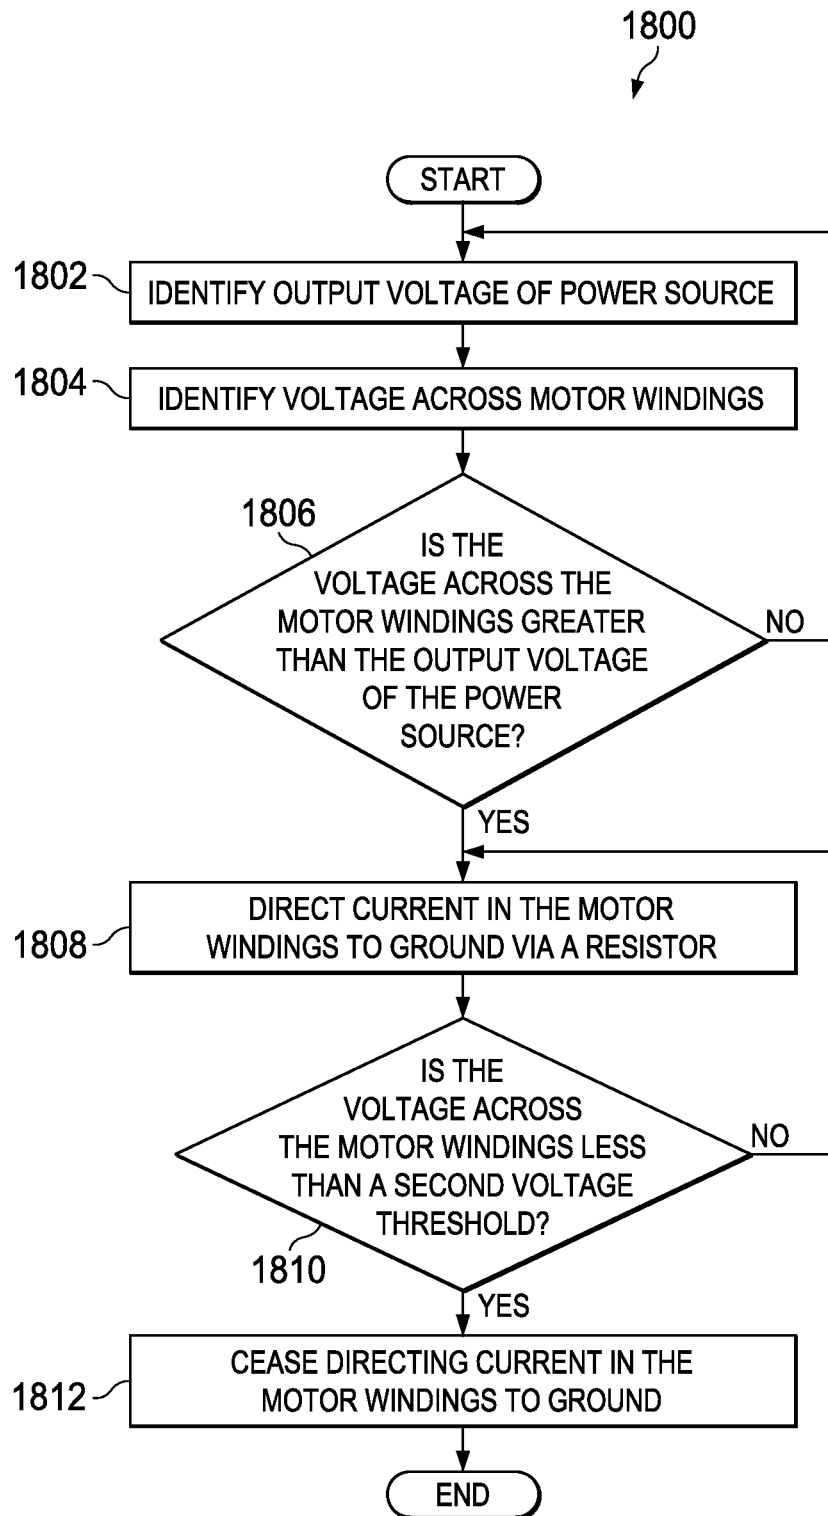 1800
START
1802
IDENTIFY OUTPUT VOLTAGE OF POWER SOURCE
1804
IDENTIFY VOLTAGE ACROSS MOTOR WINDINGS
1806
IS THE
VOLTAGE ACROSS THE
MOTOR WINDINGS GREATER
THAN THE OUTPUT VOLTAGE
OF THE POWER
SOURCE?
NO
YES
1808
DIRECT CURRENT IN THE MOTOR
WINDINGS TO GROUND VIA A RESISTOR
IS THE
VOLTAGE ACROSS
THE MOTOR WINDINGS LESS
THAN A SECOND VOLTAGE
THRESHOLD?
NO
1810
YES
1812
CEASE DIRECTING CURRENT IN THE
MOTOR WINDINGS TO GROUND
END